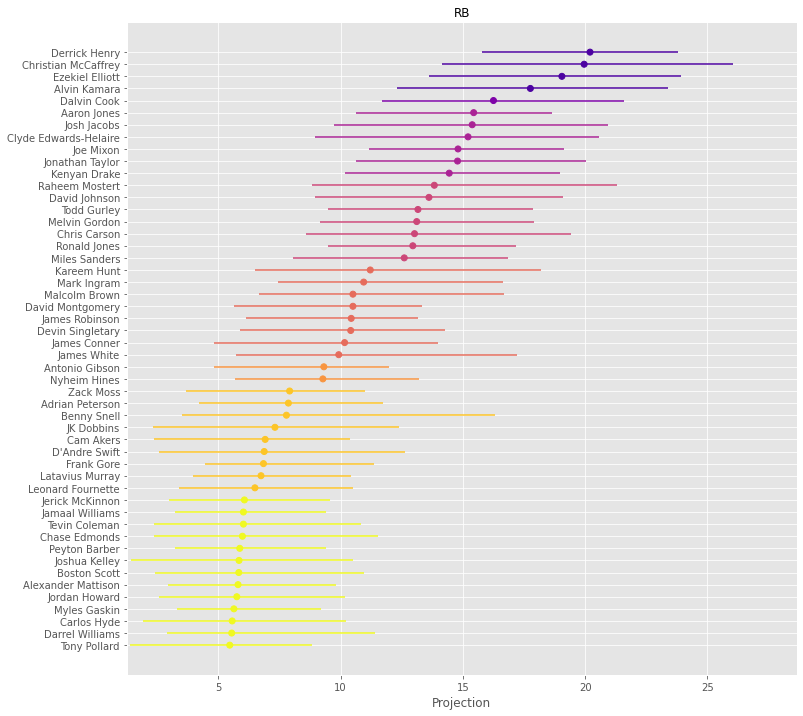 RB
Derrick Henry
Christian McCaffrey
Ezekiel Elliott
Alvin Kamara
Dalvin Cook
Aaron Jones
Josh Jacobs
Clyde Edwards-Helaire
Joe Mixon
Jonathan Taylor
Kenyan Drake
Raheem Mostert
David Johnson
Todd Gurley
Melvin Gordon
Chris Carson
Ronald Jones
Miles Sanders
Kareem Hunt
Mark Ingram
Malcolm Brown
David Montgomery
James Robinson
Devin Singletary
James Conner
James White
Antonio Gibson
Nyheim Hines
Zack Moss
Adrian Peterson
Benny Snell
JK Dobbins
Cam Akers
D'Andre Swift
Frank Gore
Latavius Murray
Leonard Fournette
Jerick McKinnon
Jamaal Williams
Tevin Coleman
Chase Edmonds
Peyton Barber
Joshua Kelley
Boston Scott
Alexander Mattison
Jordan Howard
Myles Gaskin
Carlos Hyde
Darrel Williams
Tony Pollard
5 10 15 20 25
Projection